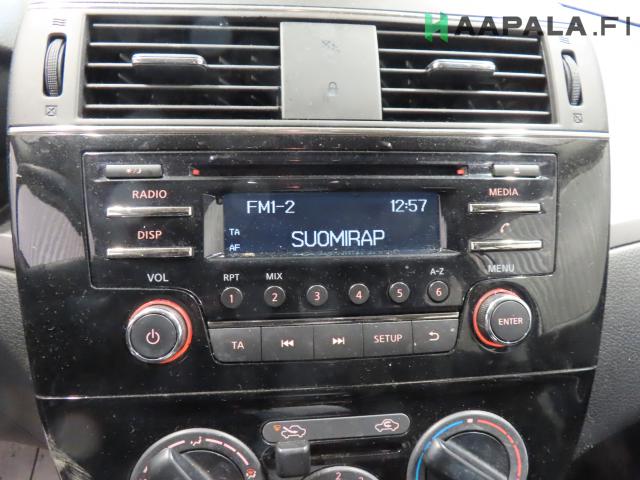 HAAPALA.FI
RADIO
MEDIA
FM1-2 12:57
DISP
TA
AF
SUOMIRAP
VOL
RPT MIX A-Z
MENU
1 2 3 4 5 6
ENTER
TA SETUP